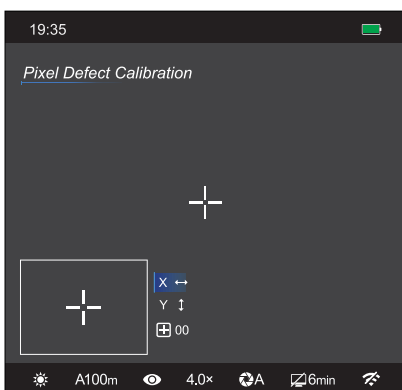 19:35
Pixel Defect Calibration
X
Y
00
A100m 4.0× A 6min